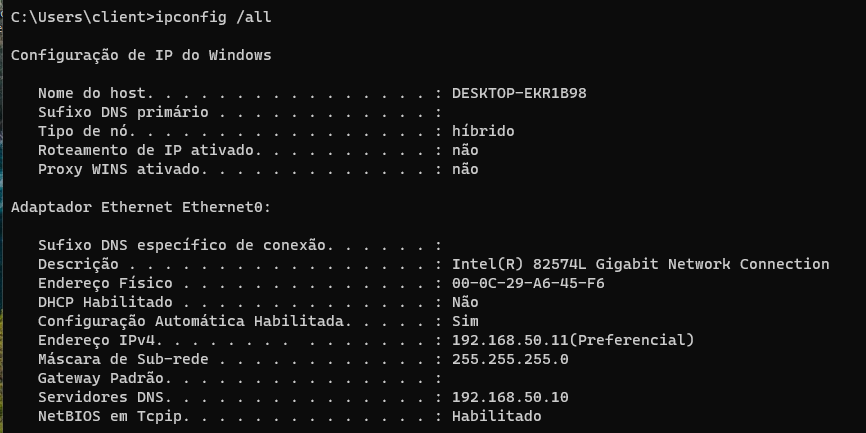 C:\Users\client>ipconfig /all
Configuração de IP do Windows
Nome do host. . . . . . . . . . . . . . . . : DESKTOP-EKR1B98
Sufixo DNS primário . . . . . . . . . . . . :
Tipo de nó. . . . . . . . . . . . . . . . . : híbrido
Roteamento de IP ativado. . . . . . . . . . : não
Proxy WINS ativado. . . . . . . . . . . . . : não
Adaptador Ethernet Ethernet0:
Sufixo DNS específico de conexão. . . . . . :
Descrição . . . . . . . . . . . . . . . . . : Intel(R) 82574L Gigabit Network Connection
Endereço Físico . . . . . . . . . . . . . . : 00-0C-29-A6-45-F6
DHCP Habilitado . . . . . . . . . . . . . . : Não
Configuração Automática Habilitada. . . . . : Sim
Endereço IPv4. . . . . . . .  . . . . . . . : 192.168.50.11(Preferencial)
Máscara de Sub-rede . . . . . . . . . . . . : 255.255.255.0
Gateway Padrão. . . . . . . . . . . . . . . :
Servidores DNS. . . . . . . . . . . . . . . : 192.168.50.10
NetBIOS em Tcpip. . . . . . . . . . . . . . : Habilitado